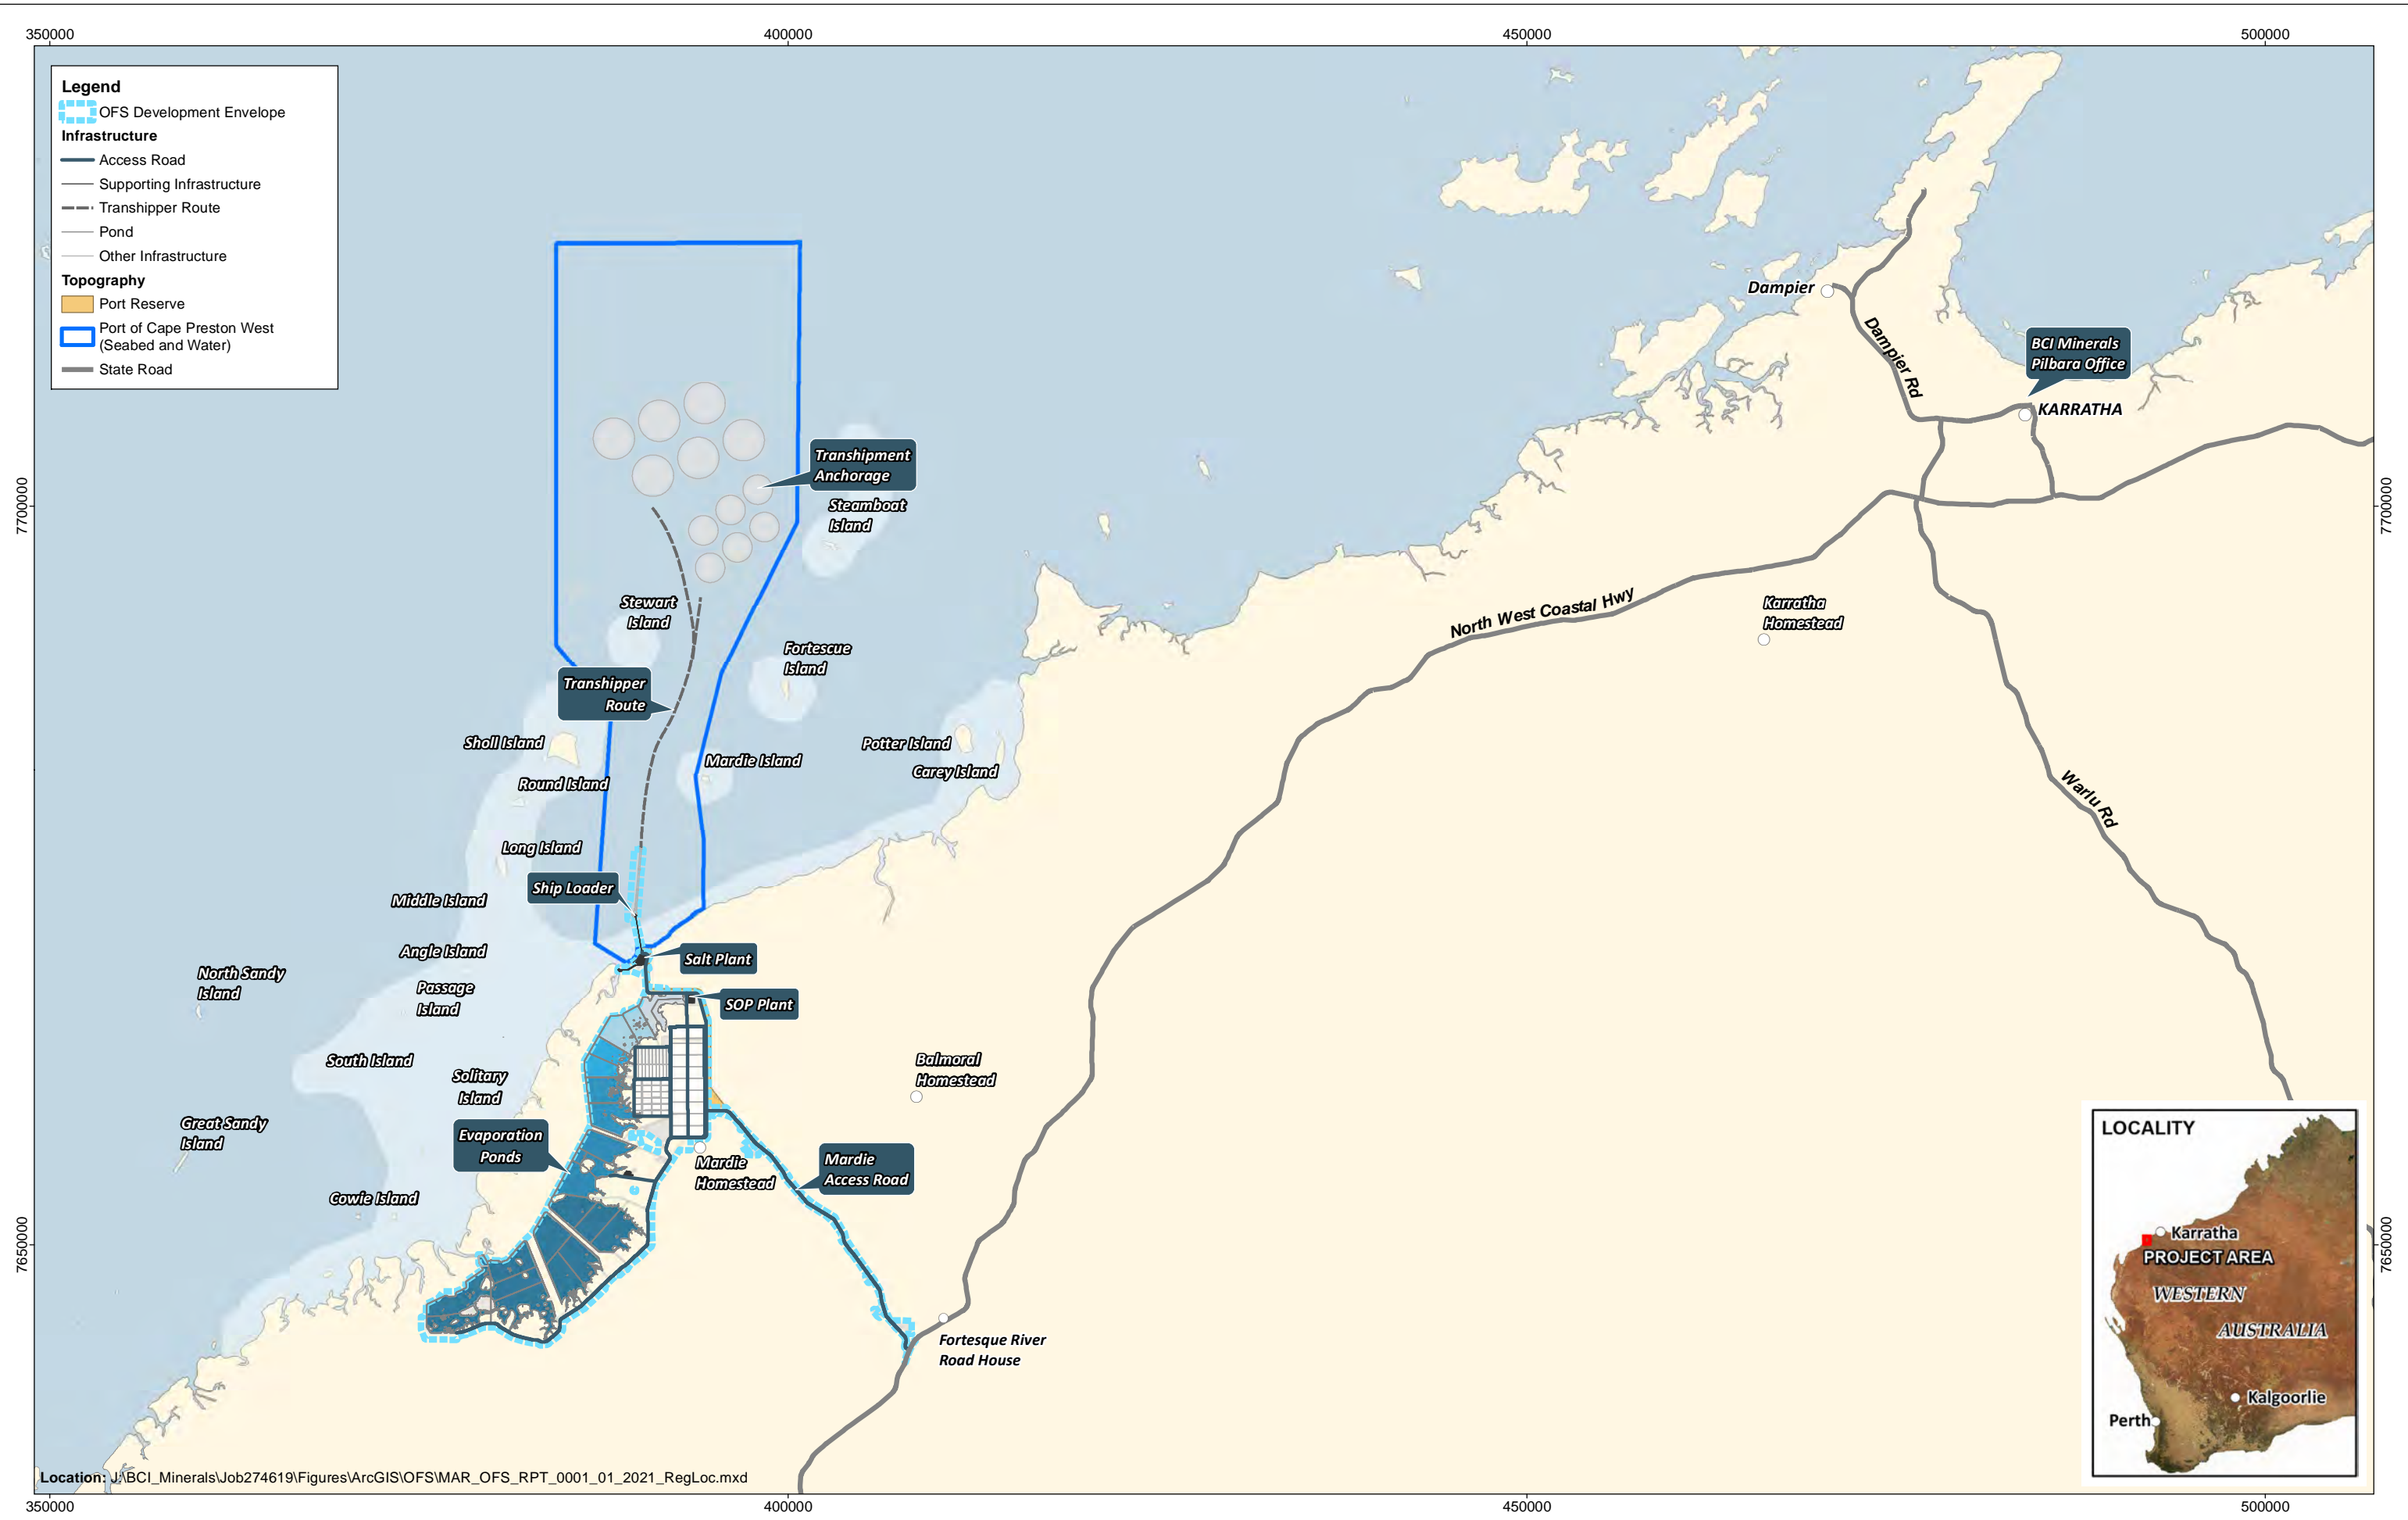 350000
400000
450000
500000
Legend
OFS Development Envelope
Infrastructure
Access Road
Supporting Infrastructure
Transhipper Route
Pond
Other Infrastructure
Topography
Port Reserve
Port of Cape Preston West
(Seabed and Water)
State Road
Dampier
Dampier Rd
BCI Minerals
Pilbara Office
KARRATHA
Transhipment
Anchorage
Steamboat
Island
7700000
7700000
Stewart
Island
North West Coastal Hwy
Karratha
Homestead
Fortescue
Island
Transhipper
Route
Sholl Island
Potter Island
Mardie Island
Carey Island
Round Island
Warlu Rd
Long Island
Ship Loader
Middle Island
Angle Island
Salt Plant
North Sandy
Island
Passage
Island
SOP Plant
South Island
Solitary
Island
Balmoral
Homestead
Great Sandy
Island
Evaporation
Ponds
Mardie
Homestead
Mardie
Access Road
Cowie Island
7650000
7650000
Fortesque River
Road House
LOCALITY
Karratha
PROJECT AREA
WESTERN
AUSTRALIA
Kalgoorlie
Perth
Location: J:\BCI_Minerals\Job274619\Figures\ArcGIS\OFS\MAR_OFS_RPT_0001_01_2021_RegLoc.mxd
350000
400000
450000
500000